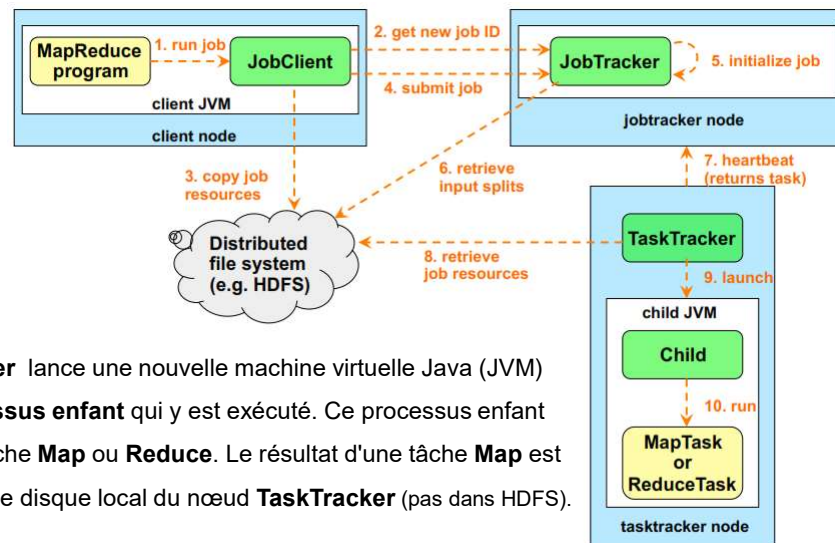 MapReduce
program
1. run job
JobClient
client JVM
client node
2. get new job ID
4. submit job
JobTracker
5. initialize job
jobtracker node
3. copy job
resources
6. retrieve
input splits
7. heartbeat
(returns task)
Distributed
file system
(e.g. HDFS)
8. retrieve
job resources
TaskTracker
9. launch
child JVM
Child
10. run
MapTask
or
ReduceTask
tasktracker node
er lance une nouvelle machine virtuelle Java (JVM)
ssus enfant qui y est exécuté. Ce processus enfant
che Map ou Reduce. Le résultat d'une tâche Map est
e disque local du nœud TaskTracker (pas dans HDFS).